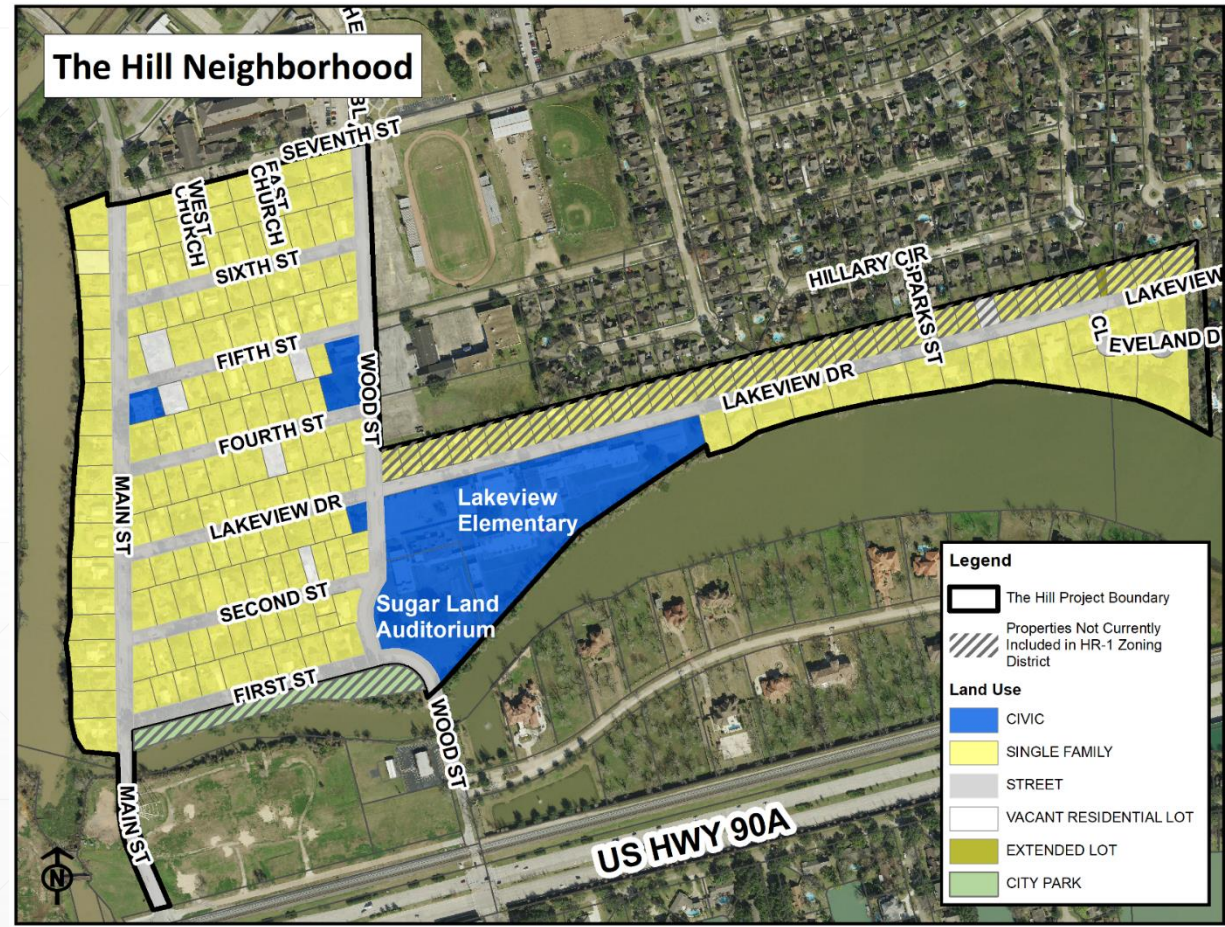 The Hill Neighborhood
SEVENTH ST
WEST
CHURCH
EAST
CHURCH
SIXTH ST
FIFTH ST
WOOD ST
FOURTH ST
MAIN ST
LAKEVIEW DR
SECOND ST
FIRST ST
WOOD ST
MAIN ST
HILLARY CIR
SPARKS ST
LAKEVIEW
CLEVELAND D
LAKEVIEW DR
Lakeview
Elementary
Sugar Land
Auditorium
US HWY 90A
N
Legend
The Hill Project Boundary
Properties Not Currently
Included in HR-1 Zoning
District
Land Use
CIVIC
SINGLE FAMILY
STREET
VACANT RESIDENTIAL LOT
EXTENDED LOT
CITY PARK